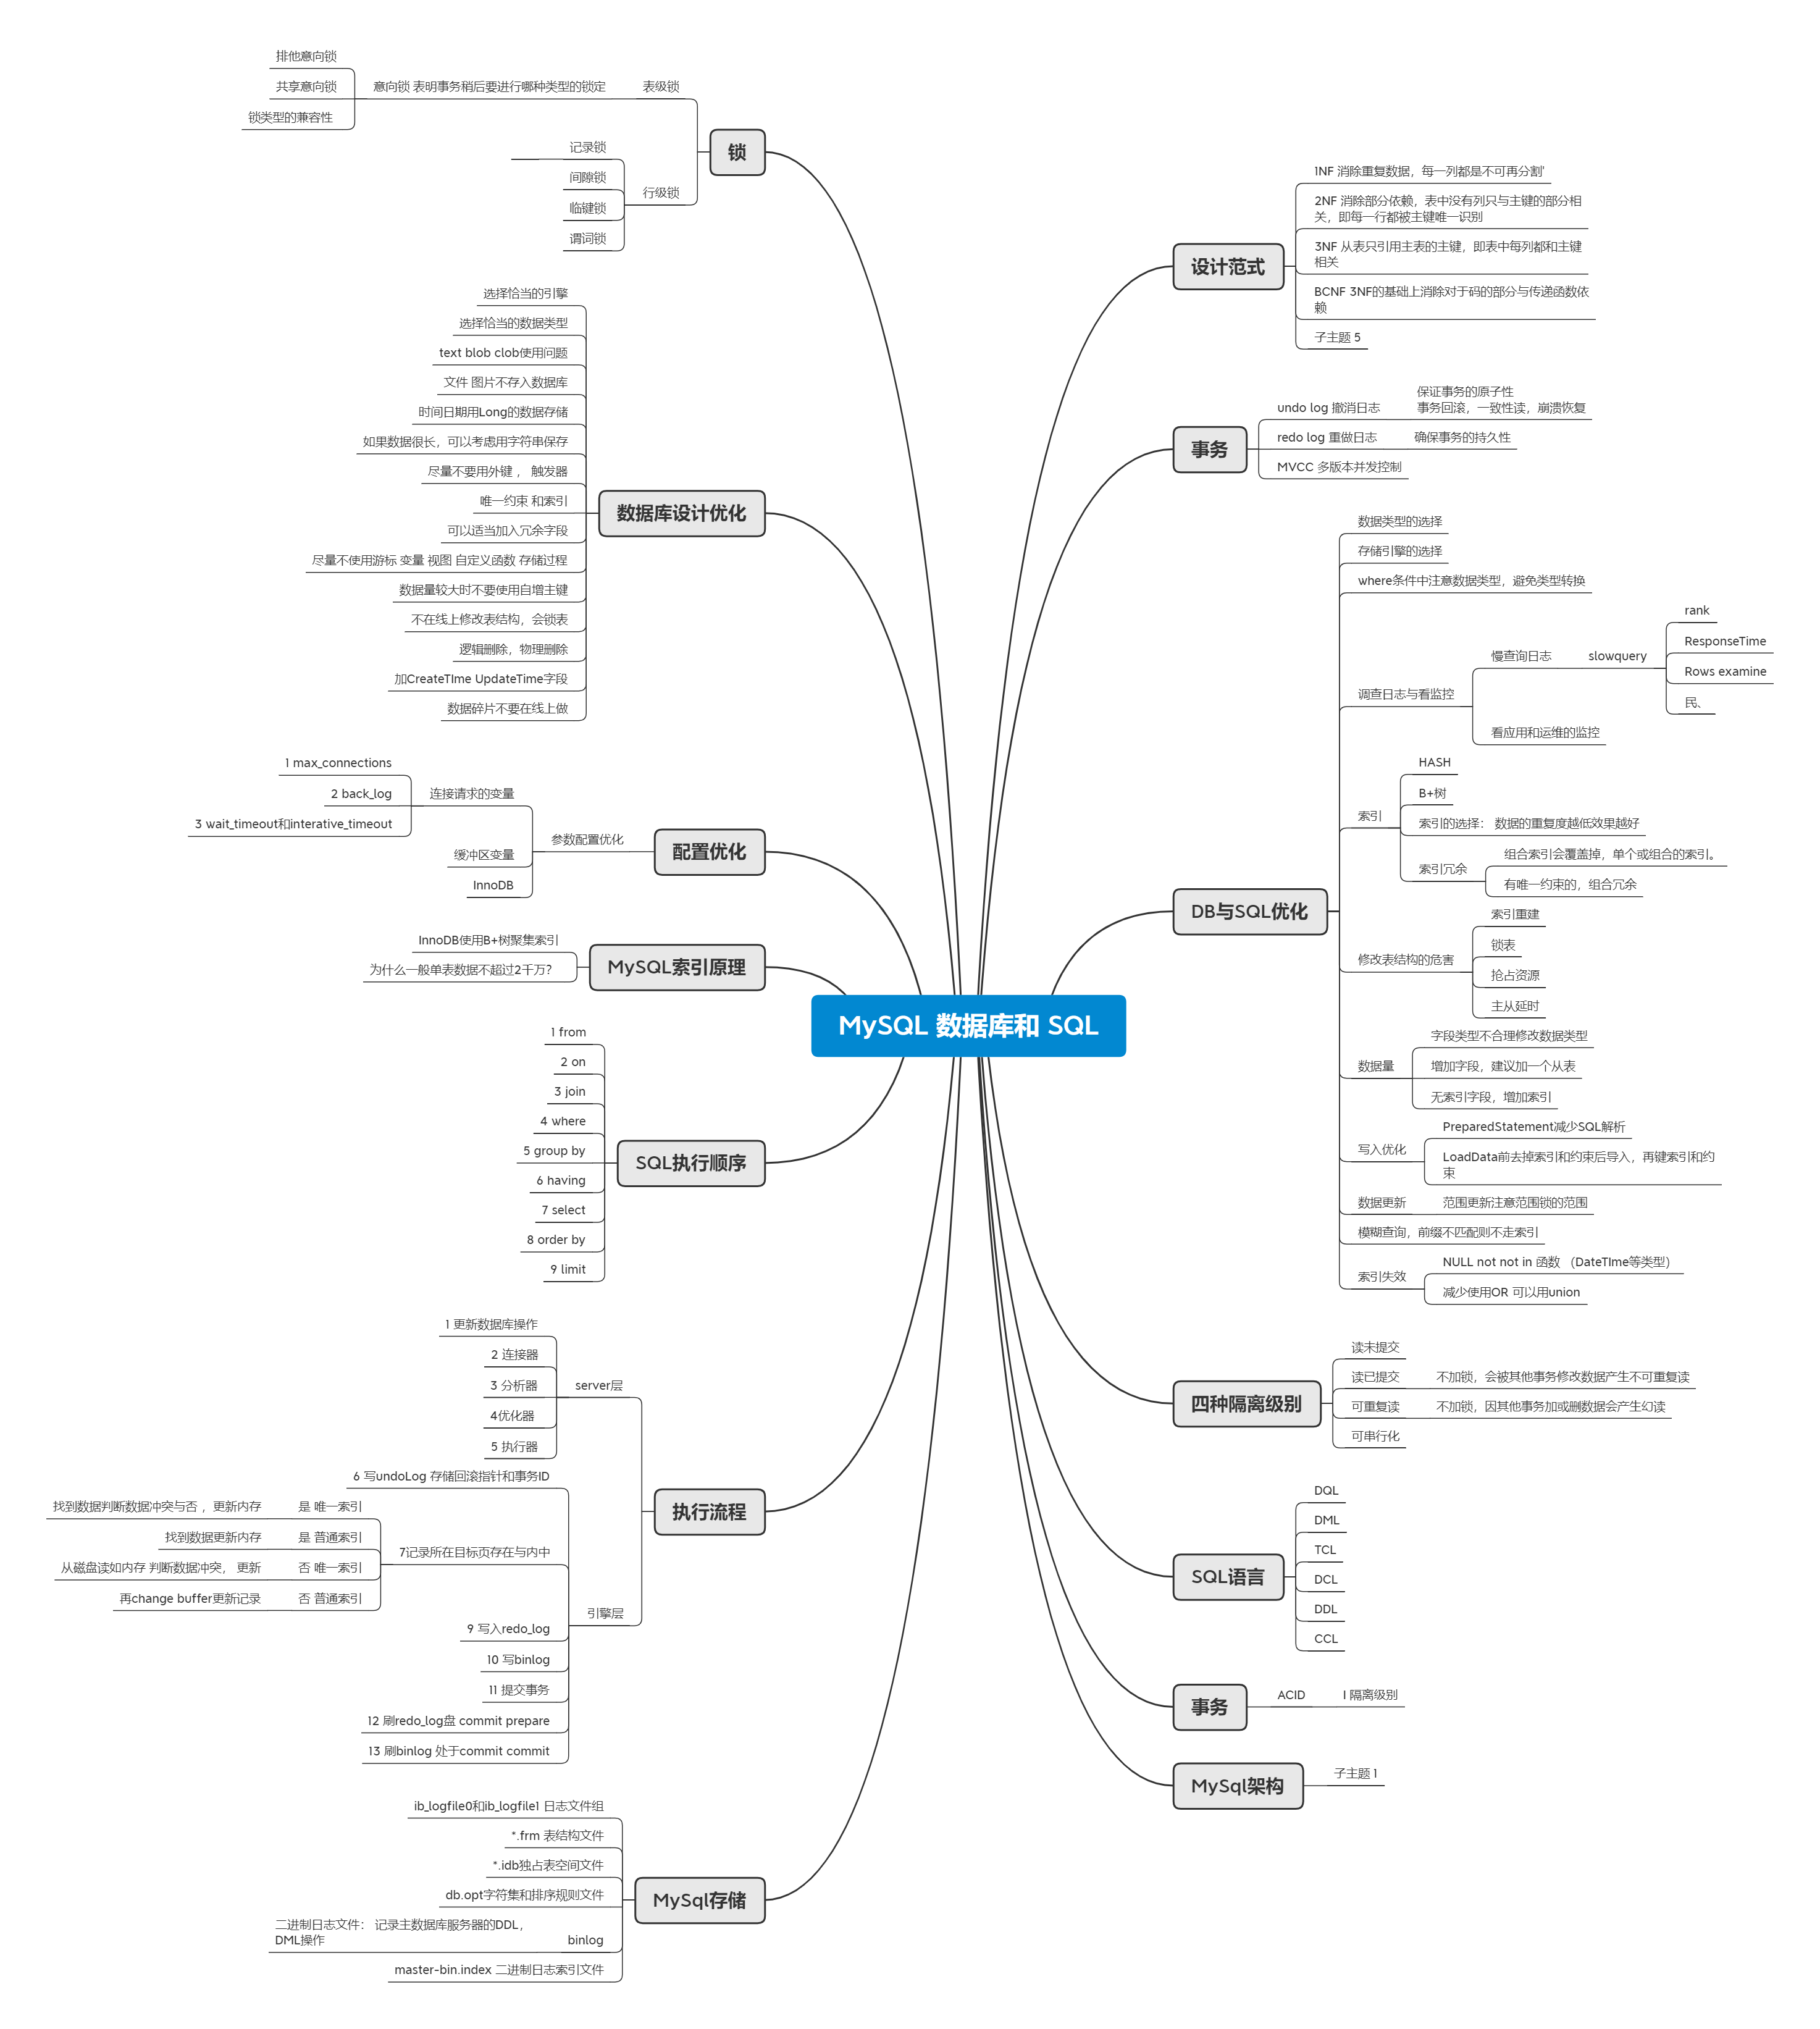 MySQL 数据库和 SQL
设计范式
1NF 消除重复数据，每一列都是不可再分割'
2NF 消除部分依赖，表中没有列只与主键的部分相
关，即每一行都被主键唯一识别
3NF 从表只引用主表的主键，即表中每列都和主键
相关
BCNF 3NF的基础上消除对于码的部分与传递函数依
赖
子主题 5
事务
undo log 撤消日志
保证事务的原子性
事务回滚，一致性读，崩溃恢复
redo log 重做日志
确保事务的持久性
MVCC 多版本并发控制
DB与SQL优化
数据类型的选择
存储引擎的选择
where条件中注意数据类型，避免类型转换
调查日志与看监控
慢查询日志
slowquery
rank
ResponseTime
Rows examine
民、
看应用和运维的监控
索引
HASH
B+树
索引的选择： 数据的重复度越低效果越好
索引冗余
组合索引会覆盖掉，单个或组合的索引。
有唯一约束的，组合冗余
修改表结构的危害
索引重建
锁表
抢占资源
主从延时
数据量
字段类型不合理修改数据类型
增加字段，建议加一个从表
无索引字段，增加索引
写入优化
PreparedStatement减少SQL解析
LoadData前去掉索引和约束后导入，再键索引和约
束
数据更新
范围更新注意范围锁的范围
模糊查询，前缀不匹配则不走索引
索引失效
NULL not not in 函数 （DateTIme等类型）
减少使用OR 可以用union
四种隔离级别
读未提交
读已提交
不加锁，会被其他事务修改数据产生不可重复读
可重复读
不加锁，因其他事务加或删数据会产生幻读
可串行化
SQL语言
DQL
DML
TCL
DCL
DDL
CCL
事务
ACID
I 隔离级别
MySql架构
子主题 1
锁
表级锁
意向锁 表明事务稍后要进行哪种类型的锁定
排他意向锁
共享意向锁
锁类型的兼容性
行级锁
记录锁
间隙锁
临键锁
谓词锁
数据库设计优化
选择恰当的引擎
选择恰当的数据类型
text blob clob使用问题
文件 图片不存入数据库
时间日期用Long的数据存储
如果数据很长，可以考虑用字符串保存
尽量不要用外键 ， 触发器
唯一约束 和索引
可以适当加入冗余字段
尽量不使用游标 变量 视图 自定义函数 存储过程
数据量较大时不要使用自增主键
不在线上修改表结构，会锁表
逻辑删除，物理删除
加CreateTIme UpdateTime字段
数据碎片不要在线上做
配置优化
参数配置优化
连接请求的变量
1 max_connections
2 back_log
3 wait_timeout和interative_timeout
缓冲区变量
InnoDB
MySQL索引原理
InnoDB使用B+树聚集索引
为什么一般单表数据不超过2千万？
SQL执行顺序
1 from
2 on
3 join
4 where
5 group by
6 having
7 select
8 order by
9 limit
执行流程
server层
1 更新数据库操作
2 连接器
3 分析器
4优化器
5 执行器
引擎层
6 写undoLog 存储回滚指针和事务ID
7记录所在目标页存在与内中
是 唯一索引
找到数据判断数据冲突与否 ，更新内存
是 普通索引
找到数据更新内存
否 唯一索引
从磁盘读如内存 判断数据冲突， 更新
否 普通索引
再change buffer更新记录
9 写入redo_log
10 写binlog
11 提交事务
12 刷redo_log盘 commit prepare
13 刷binlog 处于commit commit
MySql存储
ib_logfile0和ib_logfile1 日志文件组
*.frm 表结构文件
*.idb独占表空间文件
db.opt字符集和排序规则文件
binlog
二进制日志文件： 记录主数据库服务器的DDL，
DML操作
master-bin.index 二进制日志索引文件